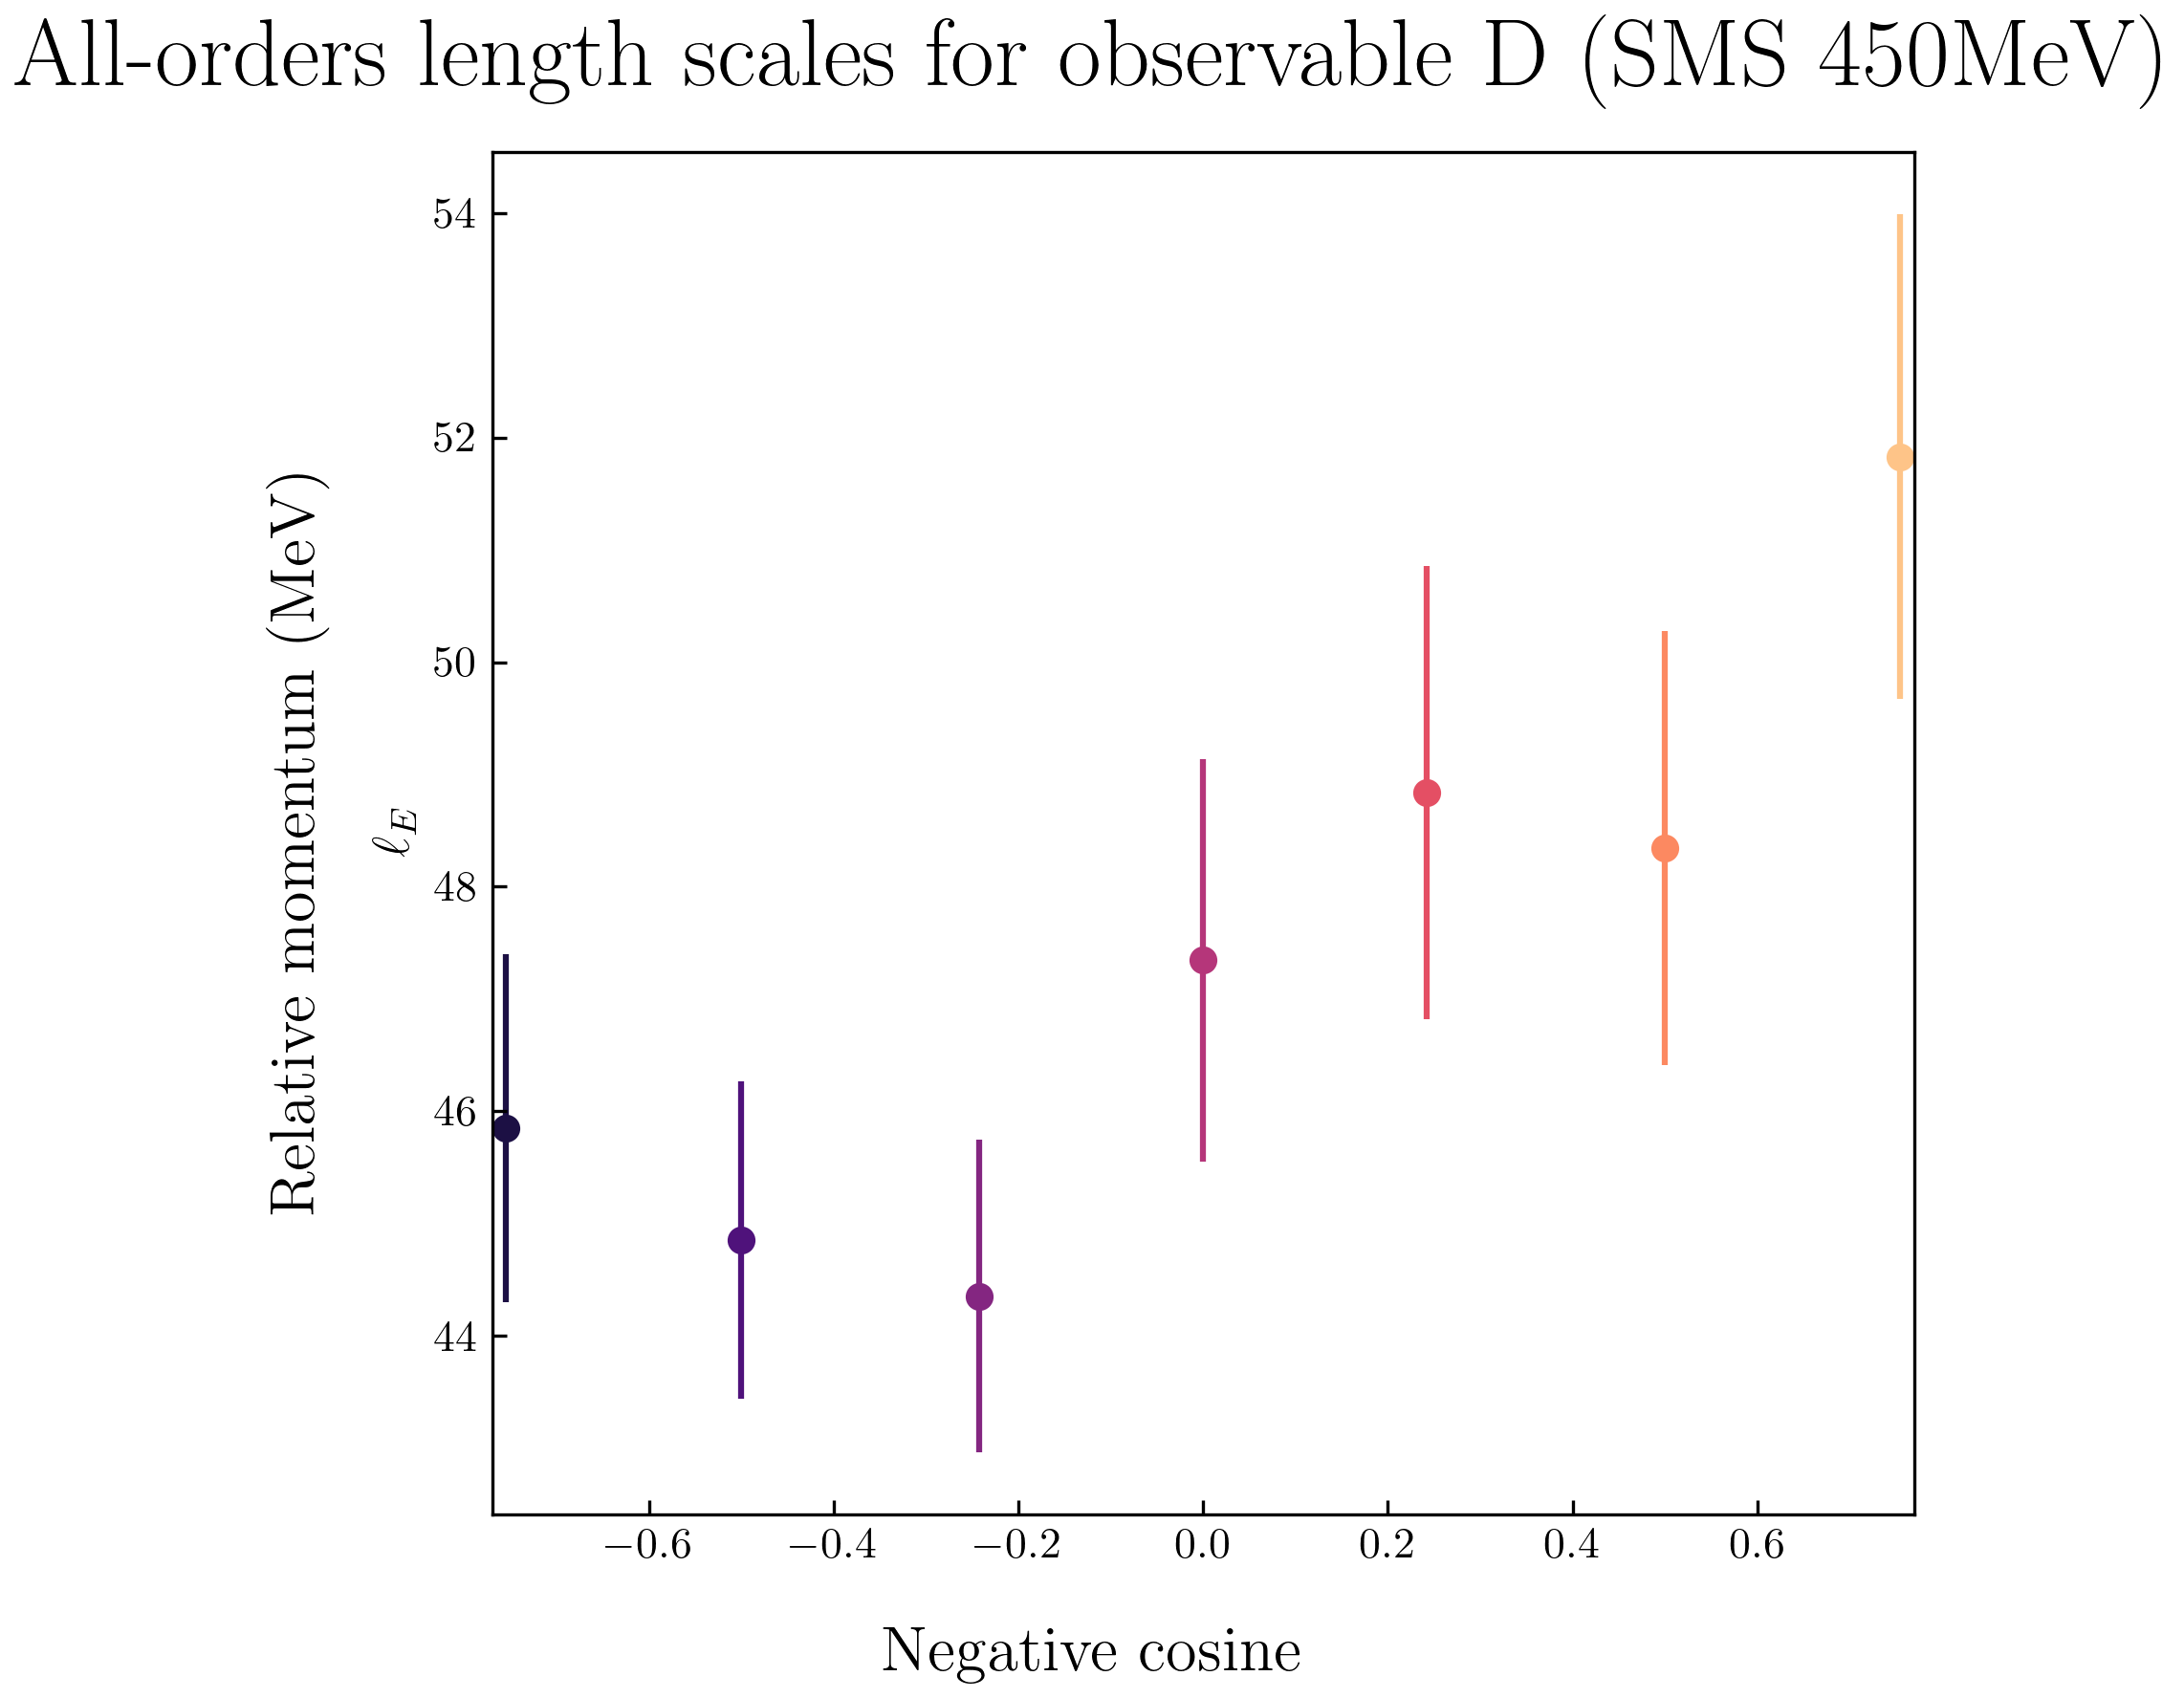 All-orders length scales for observable D (SMS 450MeV)
Relative momentum (MeV)
ℓ_E
54
52
50
48
46
44
−0.6 −0.4 −0.2 0.0 0.2 0.4 0.6
Negative cosine